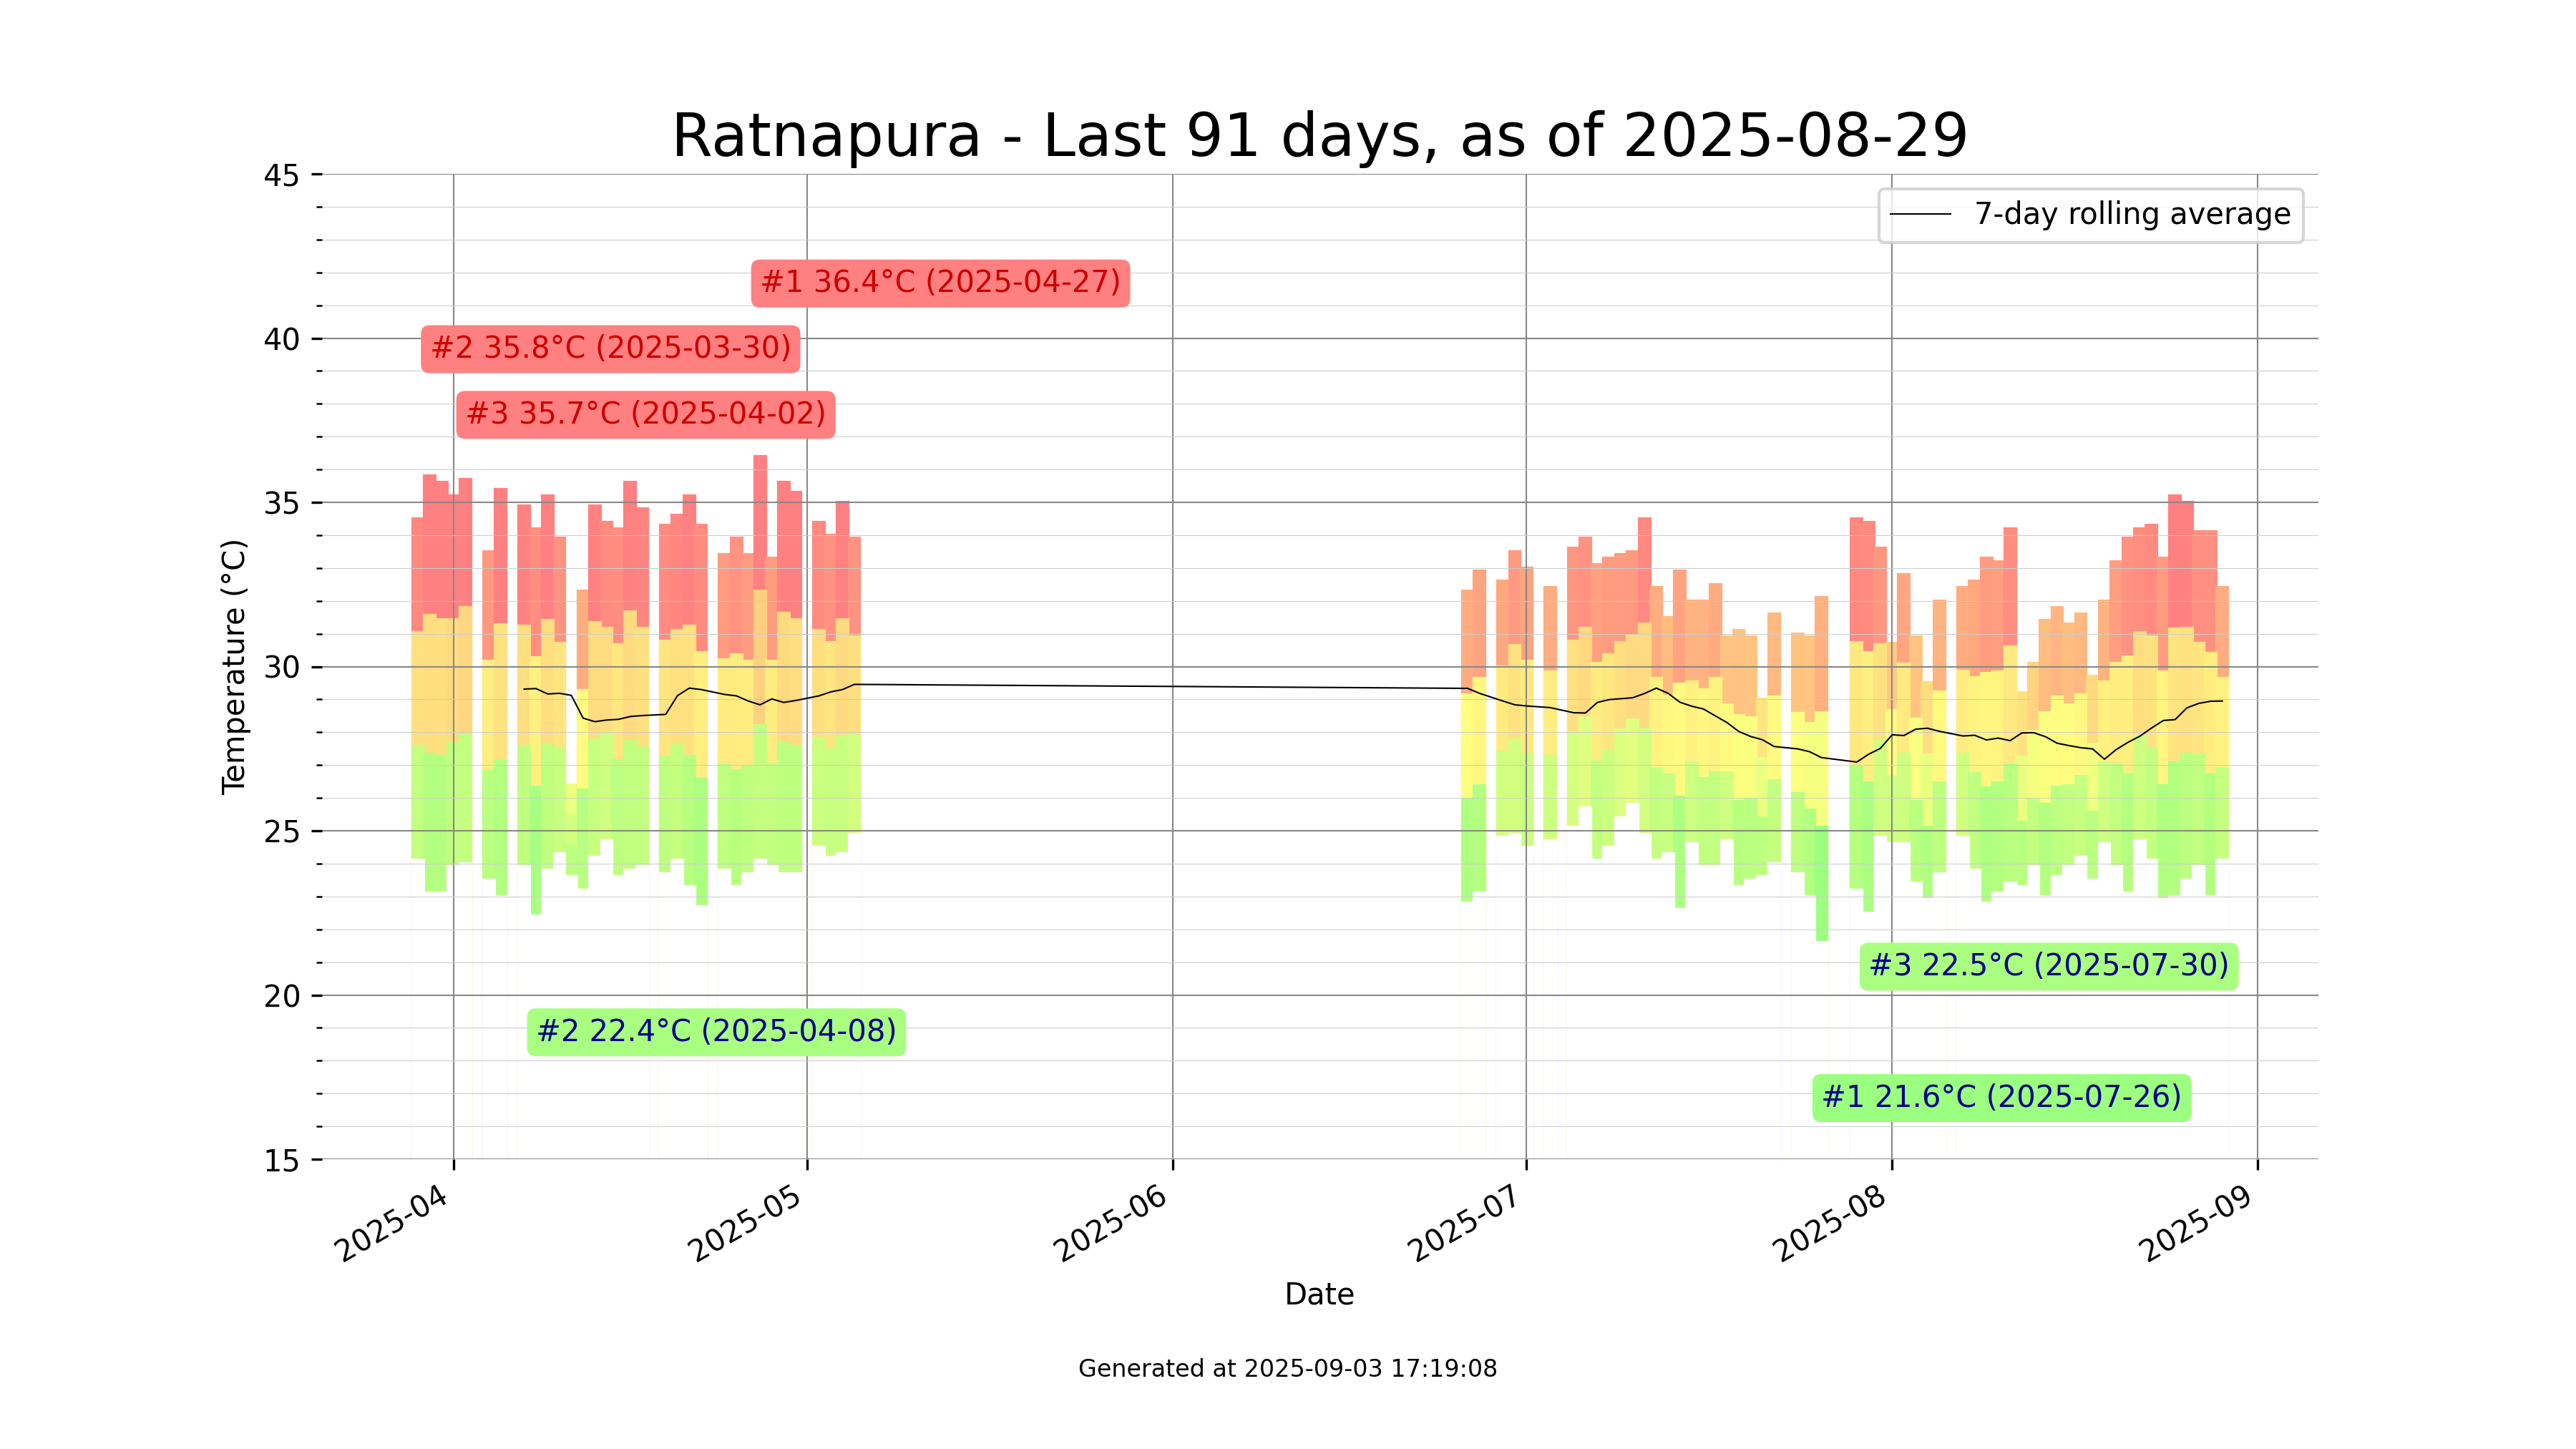 Ratnapura - Last 91 days, as of 2025-08-29
45
7-day rolling average
#1 36.4°C (2025-04-27)
40
#2 35.8°C (2025-03-30)
#3 35.7°C (2025-04-02)
35
30
Temperature (°C)
25
#3 22.5°C (2025-07-30)
20
#2 22.4°C (2025-04-08)
#1 21.6°C (2025-07-26)
15
2025-04
2025-05
2025-06
2025-07
2025-08
2025-09
Date
Generated at 2025-09-03 17:19:08